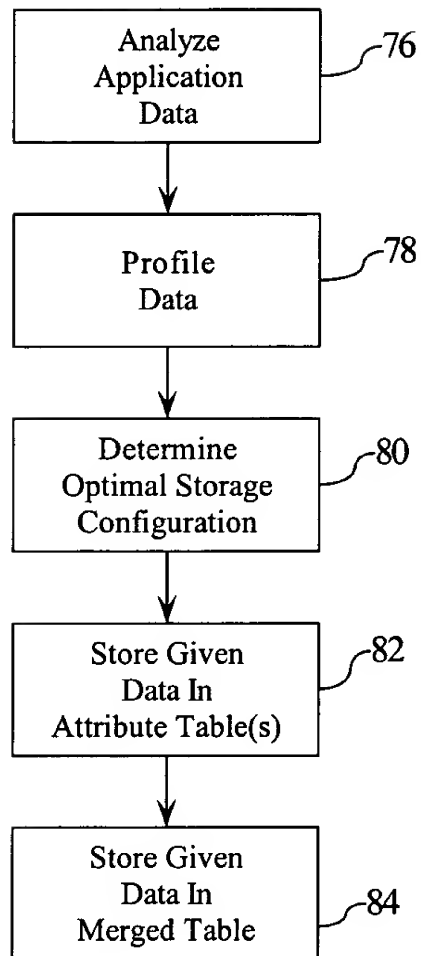 Analyze
Application
Data
76
Profile
Data
78
Determine
Optimal Storage
Configuration
80
Store Given
Data In
Attribute Table(s)
82
Store Given
Data In
Merged Table
84